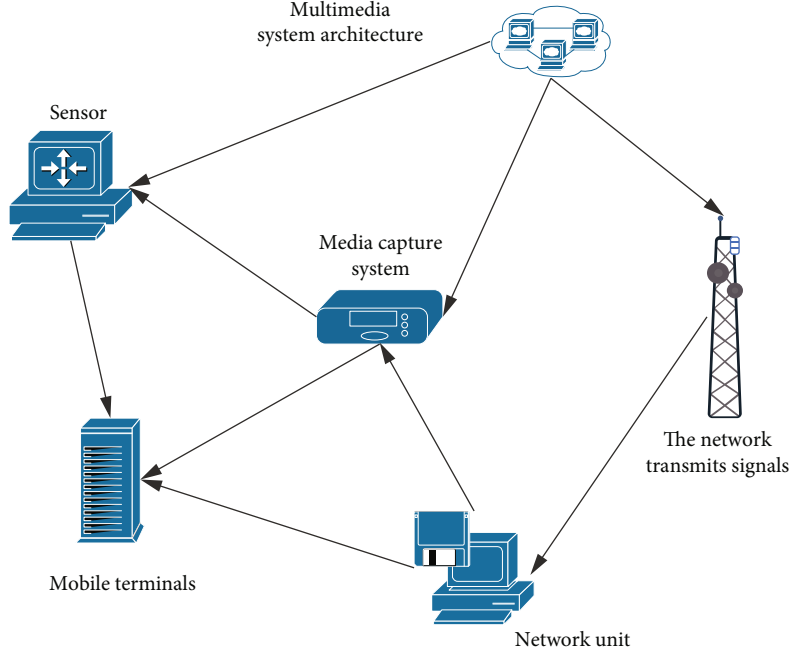 Multimedia
system architecture
Sensor
Media capture
system
The network
transmits signals
Mobile terminals
Network unit